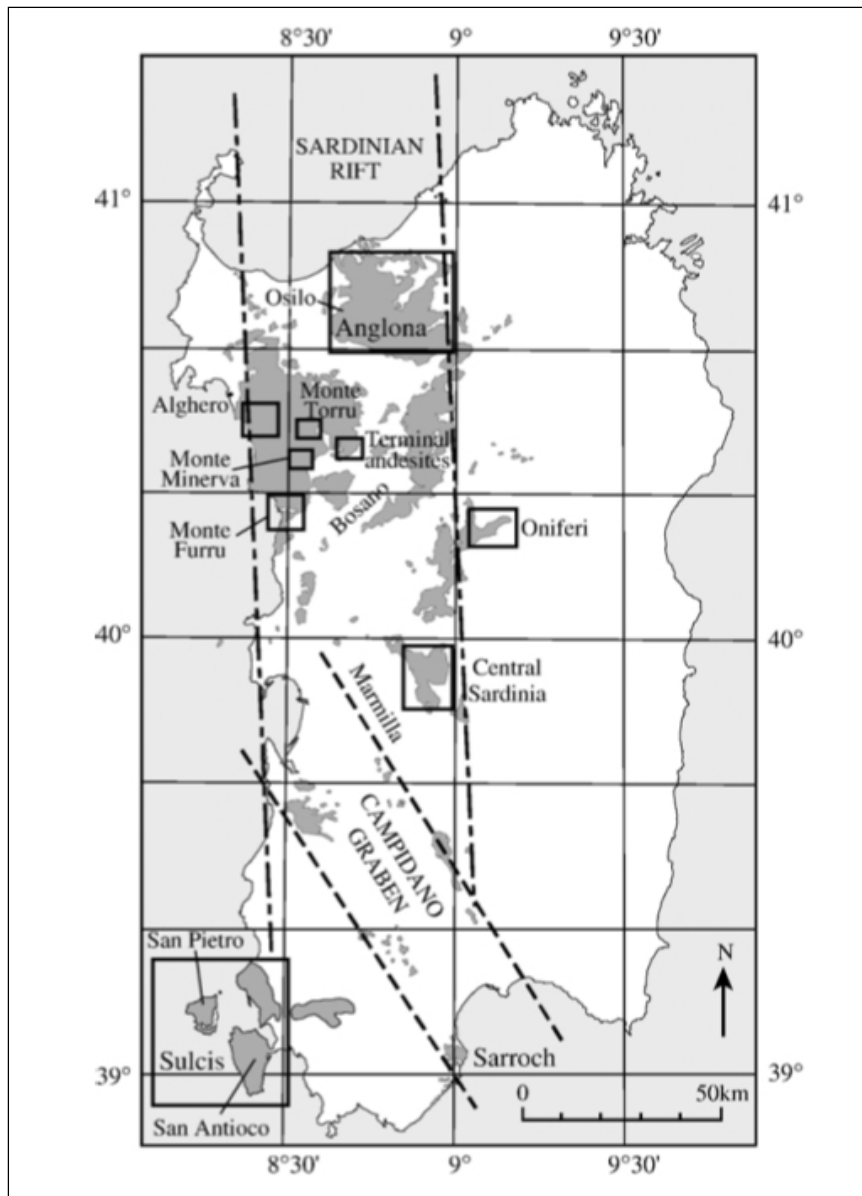 8°30'
9°
9°30'
SARDINIAN
RIFT
41°
41°
Osilo
Anglona
Alghero
Monte
Torru
Terminal
andesites
Monte
Minerva
Bosano
Monte
Furru
Oniferi
40°
40°
Central
Sardinia
Marmilla
CAMPIDANO
GRABEN
San Pietro
N
Sulcis
Sarroch
39°
39°
0
50km
San Antioco
8°30'
9°
9°30'